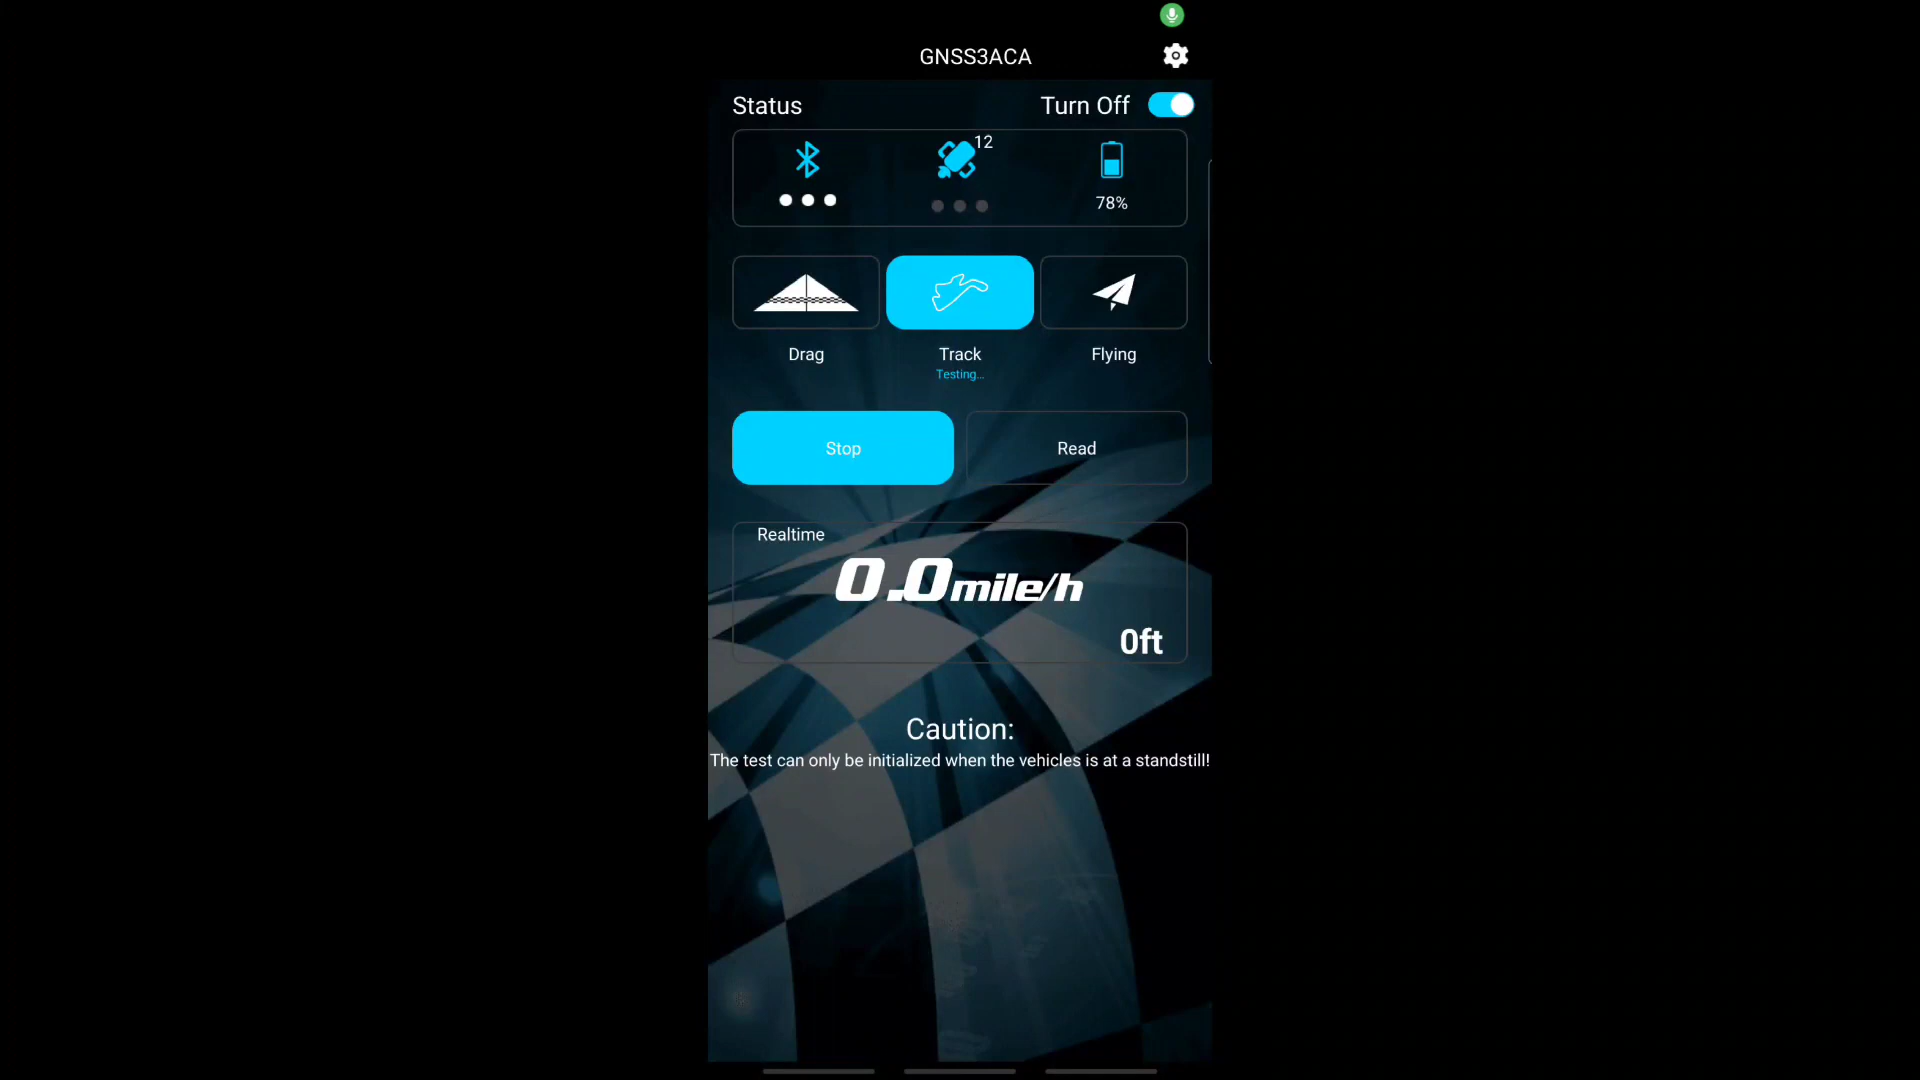 GNSS3ACA
Status
Turn Off
12
78%
Drag
Track
Flying
Testing...
Stop
Read
Realtime
0.0mile/h
0ft
Caution:
The test can only be initialized when the vehicles is at a standstill!